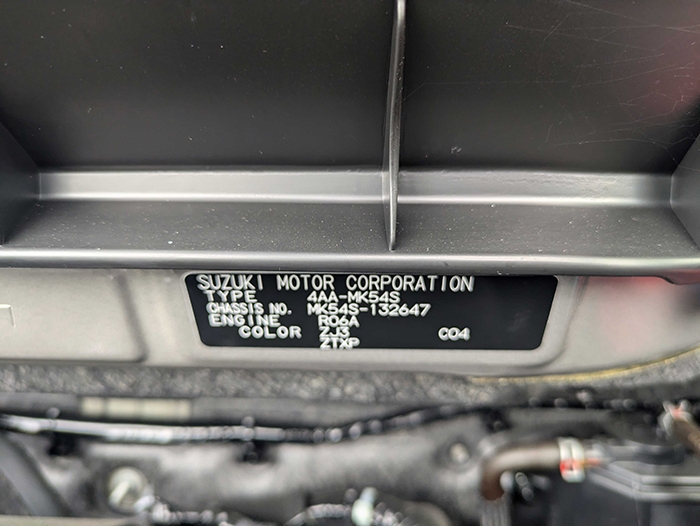 SUZUKI MOTOR CORPORATION
TYPE 4AA-MK54S
CHASSIS NO. MK54S-132647
ENGINE R06A
COLOR ZJ3 C04
ZTXP